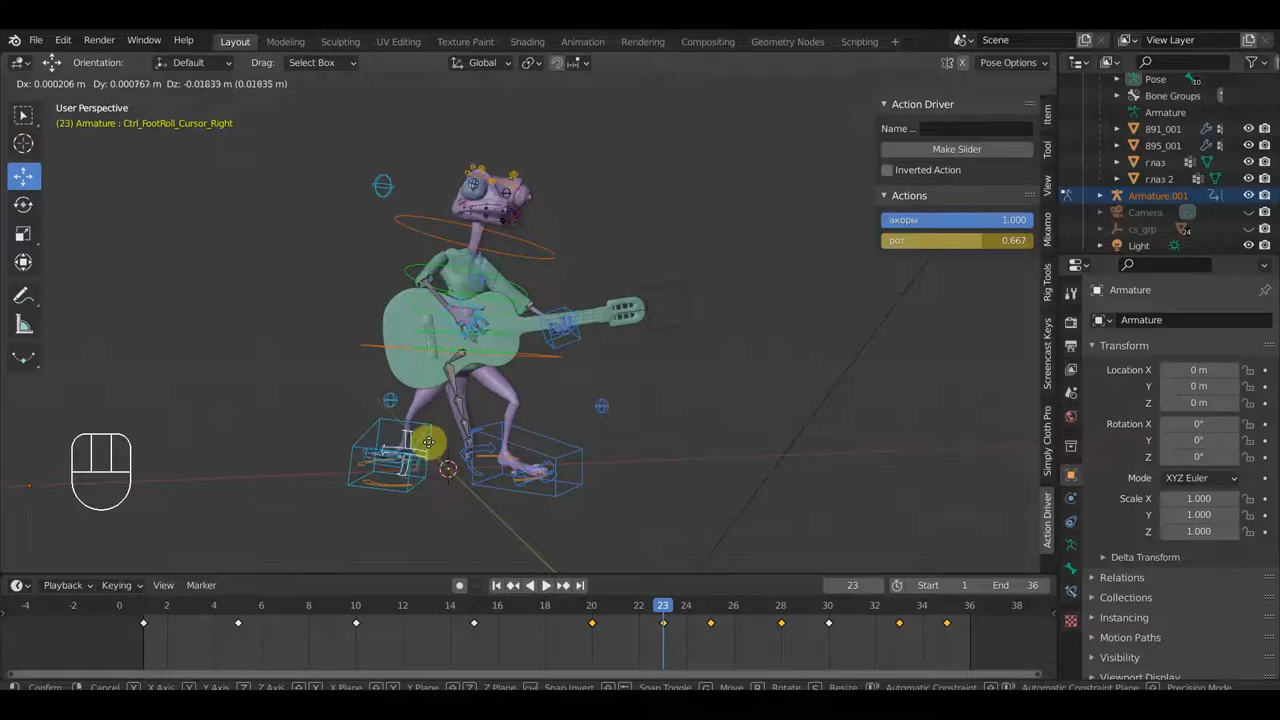 File Edit Render Window Help Layout Modeling Sculpting UV Editing Texture Paint Shading Animation Rendering Compositing Geometry Nodes Scripting + Scene View Layer
Orientation: Default Drag: Select Box Global X Pose Options
Dx: 0.000206 m Dy: 0.000767 m Dz: -0.01839 m (0.01835 m)
User Perspective
(23) Armature : Ctrl_FootRoll_Cursor_Right
Action Driver
Name ...
Make Slider
Inverted Action
Actions
акоры 1.000
рот 0.667
Item
Tool
View
Mixamo
Rig Tools
Screencast Keys
Simply Cloth Pro
Action Driver
Pose 10
Bone Groups
Armature
891_001
895_001
глаз
глаз 2
Armature.001
Camera
cs_grp 24
Light
Armature
Armature
Transform
Location X 0 m
Y 0 m
Z 0 m
Rotation X 0°
Y 0°
Z 0°
Mode XYZ Euler
Scale X 1.000
Y 1.000
Z 1.000
Delta Transform
Relations
Collections
Instancing
Motion Paths
Visibility
Viewport Display
Playback Keying View Marker 23 Start 1 End 36
-4 -2 0 2 4 6 8 10 12 14 16 18 20 22 23 24 26 28 30 32 34 36 38
Confirm Cancel X X Axis Y Y Axis Z Z Axis X X Plane Y Y Plane Z Z Plane Snap Invert Snap Toggle G Move R Rotate S Resize Automatic Constraint Automatic Constraint Plane Precision Mode